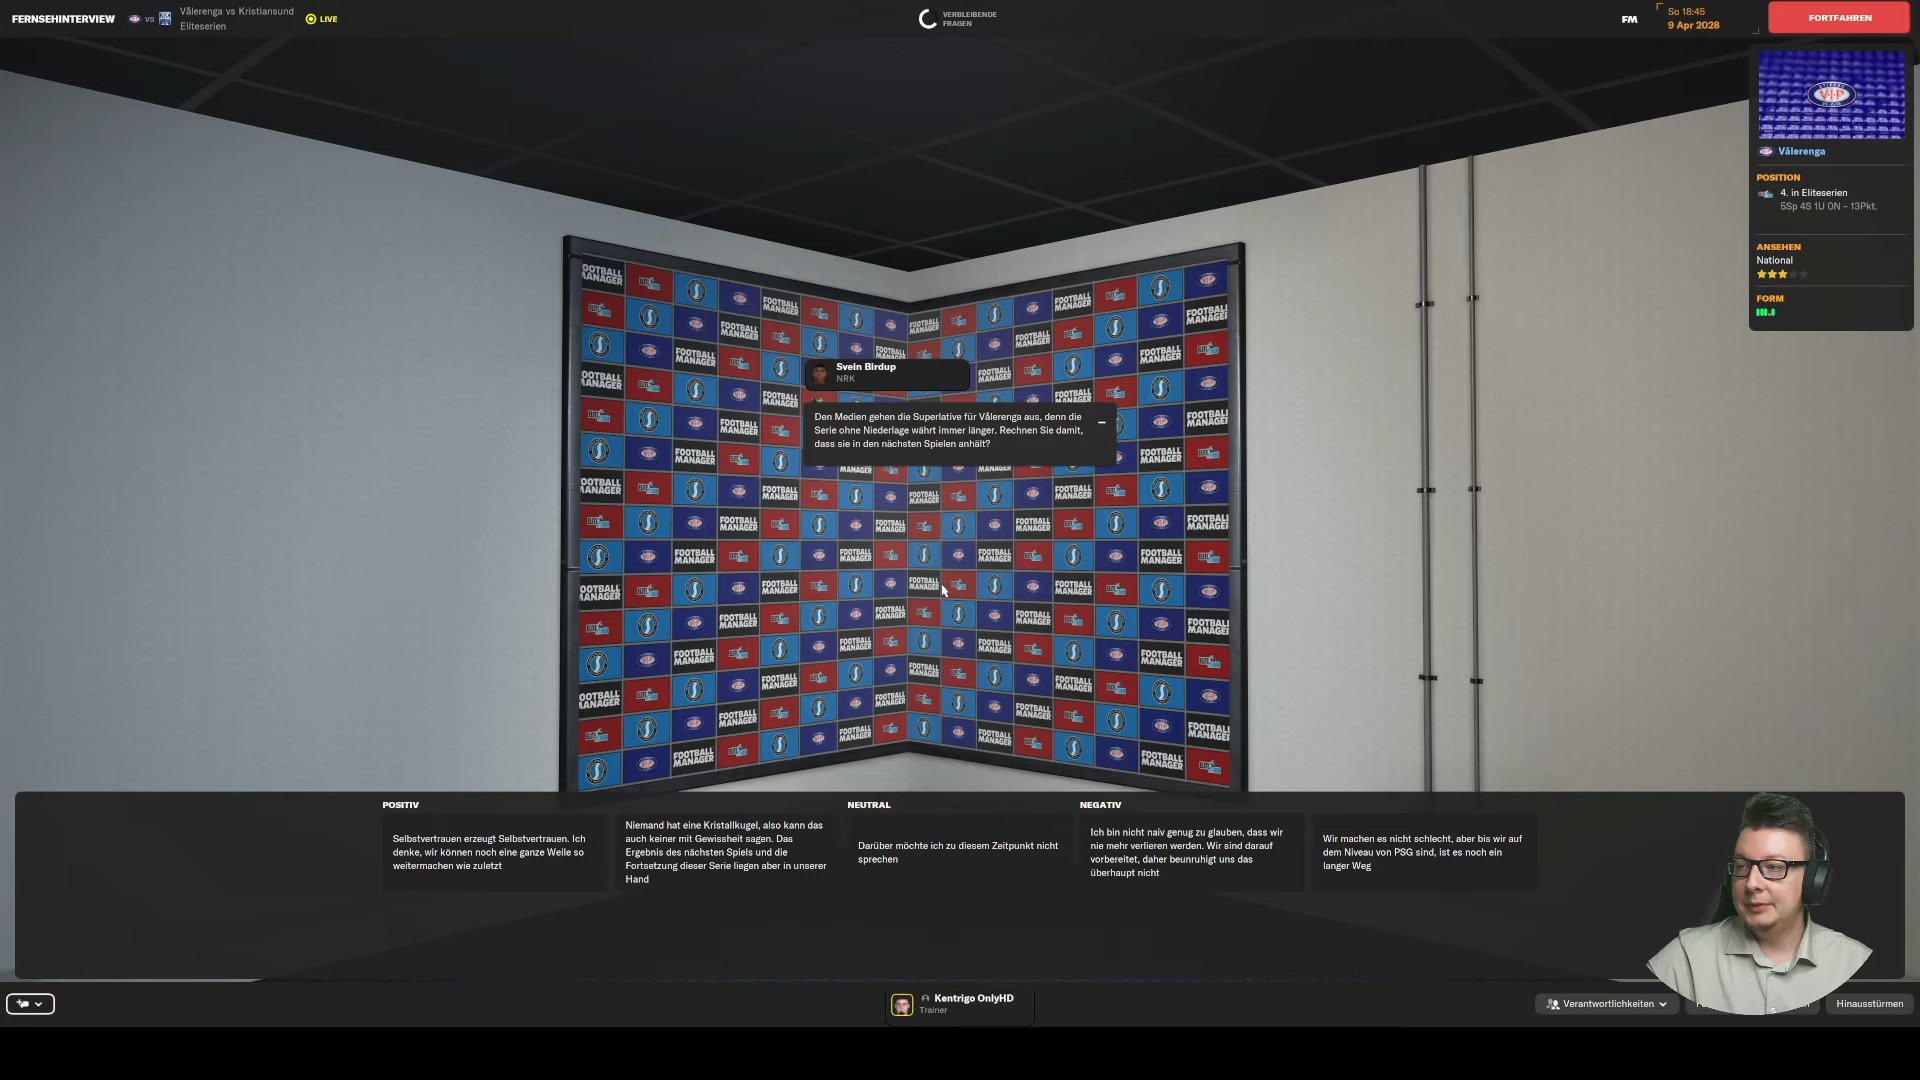 FERNSEHINTERVIEW
VS
Vålerenga vs Kristiansund
Eliteserien
LIVE
VERBLEIBENDE
FRAGEN
FM
So 18:45
9 Apr 2028
FORTFAHREN
Vålerenga
POSITION
4. in Eliteserien
5Sp 4S 1U 0N – 13Pkt.
ANSEHEN
National
FORM
FOOTBALL MANAGER
Svein Birdup
NRK
Den Medien gehen die Superlative für Vålerenga aus, denn die
Serie ohne Niederlage währt immer länger. Rechnen Sie damit,
dass sie in den nächsten Spielen anhält?
POSITIV
Selbstvertrauen erzeugt Selbstvertrauen. Ich
denke, wir können noch eine ganze Weile so
weitermachen wie zuletzt
Niemand hat eine Kristallkugel, also kann das
auch keiner mit Gewissheit sagen. Das
Ergebnis des nächsten Spiels und die
Fortsetzung dieser Serie liegen aber in unserer
Hand
NEUTRAL
Darüber möchte ich zu diesem Zeitpunkt nicht
sprechen
NEGATIV
Ich bin nicht naiv genug zu glauben, dass wir
nie mehr verlieren werden. Wir sind darauf
vorbereitet, daher beunruhigt uns das
überhaupt nicht
Wir machen es nicht schlecht, aber bis wir auf
dem Niveau von PSG sind, ist es noch ein
langer Weg
Kentrigo OnlyHD
Trainer
Verantwortlichkeiten
Hinausstürmen